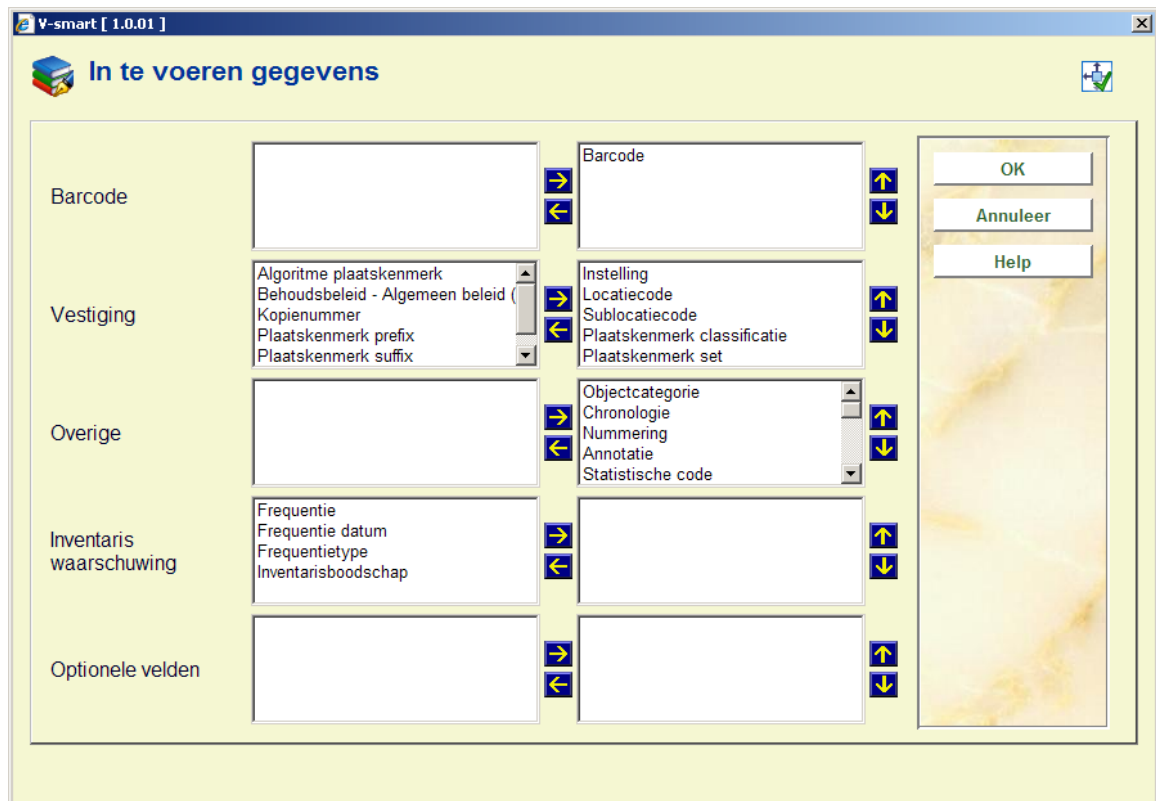 V-smart [ 1.0.01 ]
In te voeren gegevens
Barcode
Barcode
OK
Annuleer
Help
Vestiging
Algoritme plaatskenmerk
Behoudsbeleid - Algemeen beleid (
Kopienummer
Plaatskenmerk prefix
Plaatskenmerk suffix
Instelling
Locatiecode
Sublocatiecode
Plaatskenmerk classificatie
Plaatskenmerk set
Overige
Objectcategorie
Chronologie
Nummering
Annotatie
Statistische code
Inventaris
waarschuwing
Frequentie
Frequentie datum
Frequentietype
Inventarisboodschap
Optionele velden